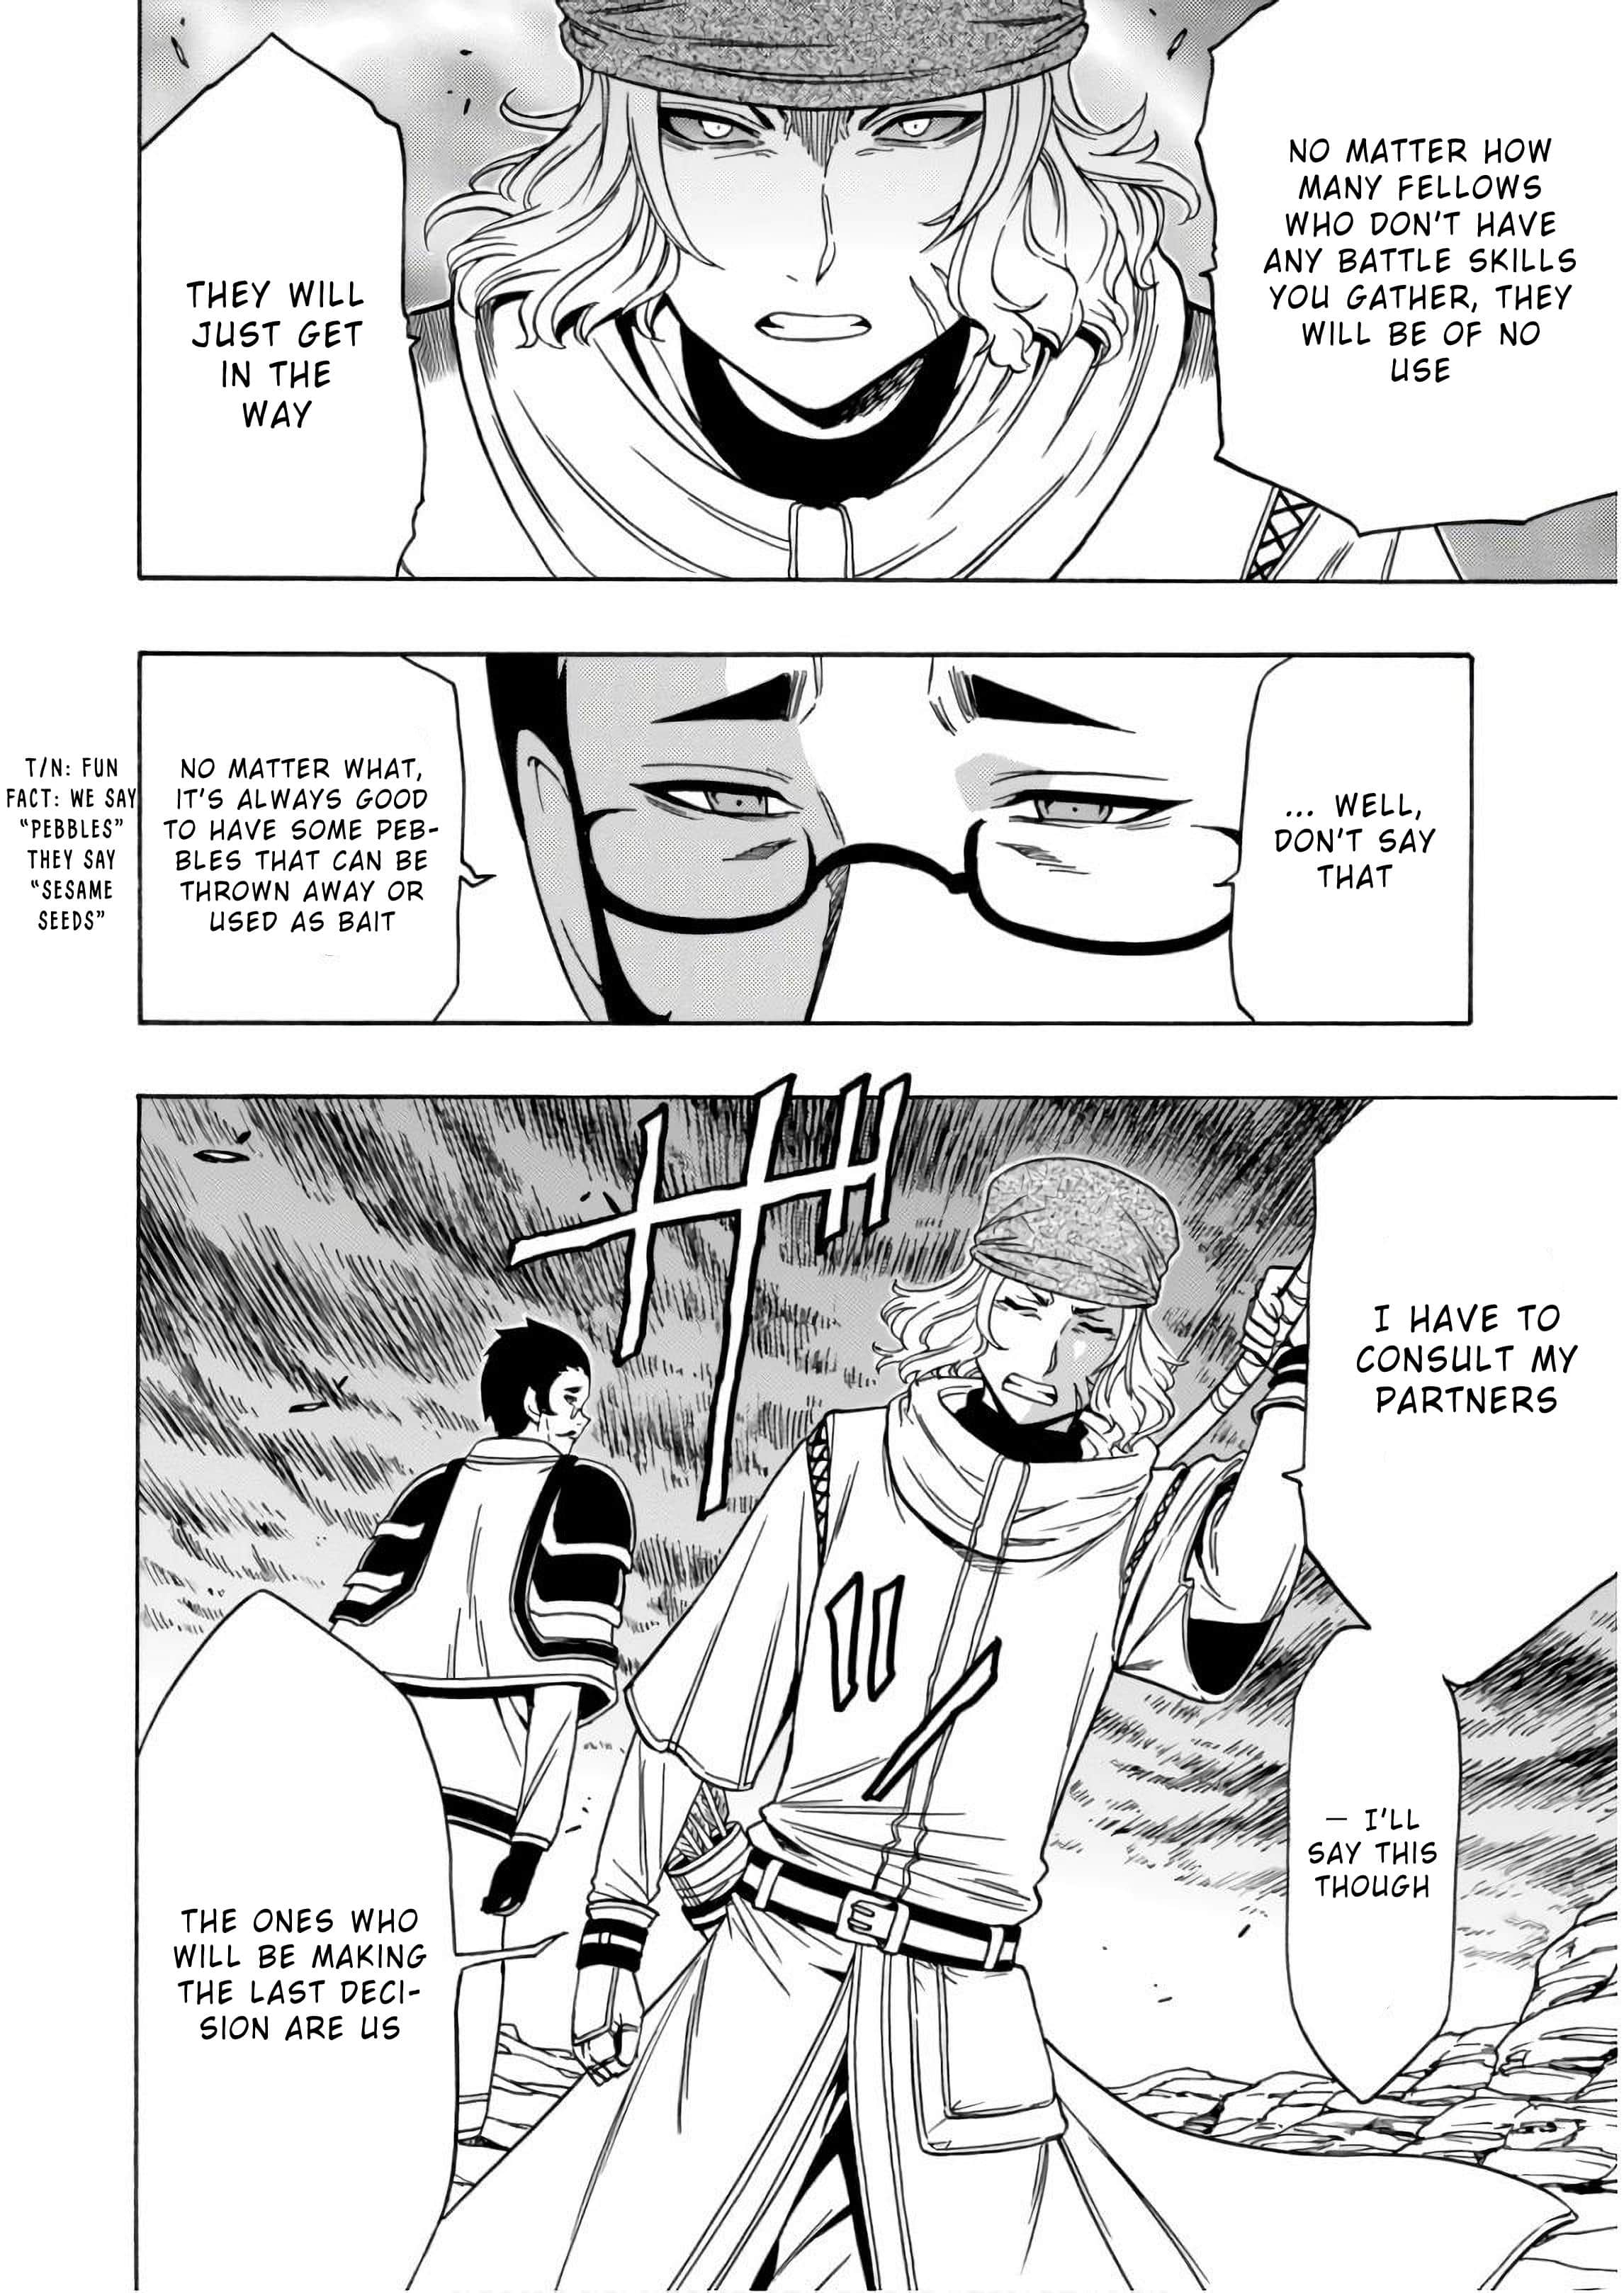 NO MATTER HOW
MANY FELLOWS
WHO DON'T HAVE
ANY BATTLE SKILLS
YOU GATHER, THEY
WILL BE OF NO
USE
THEY WILL
JUST GET
IN THE
WAY
... WELL,
DON'T SAY
THAT
NO MATTER WHAT,
IT'S ALWAYS GOOD
TO HAVE SOME PEB-
BLES THAT CAN BE
THROWN AWAY OR
USED AS BAIT
T/N: FUN
FACT: WE SAY
"PEBBLES"
THEY SAY
"SESAME
SEEDS"
ザッ
I HAVE TO
CONSULT MY
PARTNERS
– I'LL
SAY THIS
THOUGH
THE ONES WHO
WILL BE MAKING
THE LAST DECI-
SION ARE US